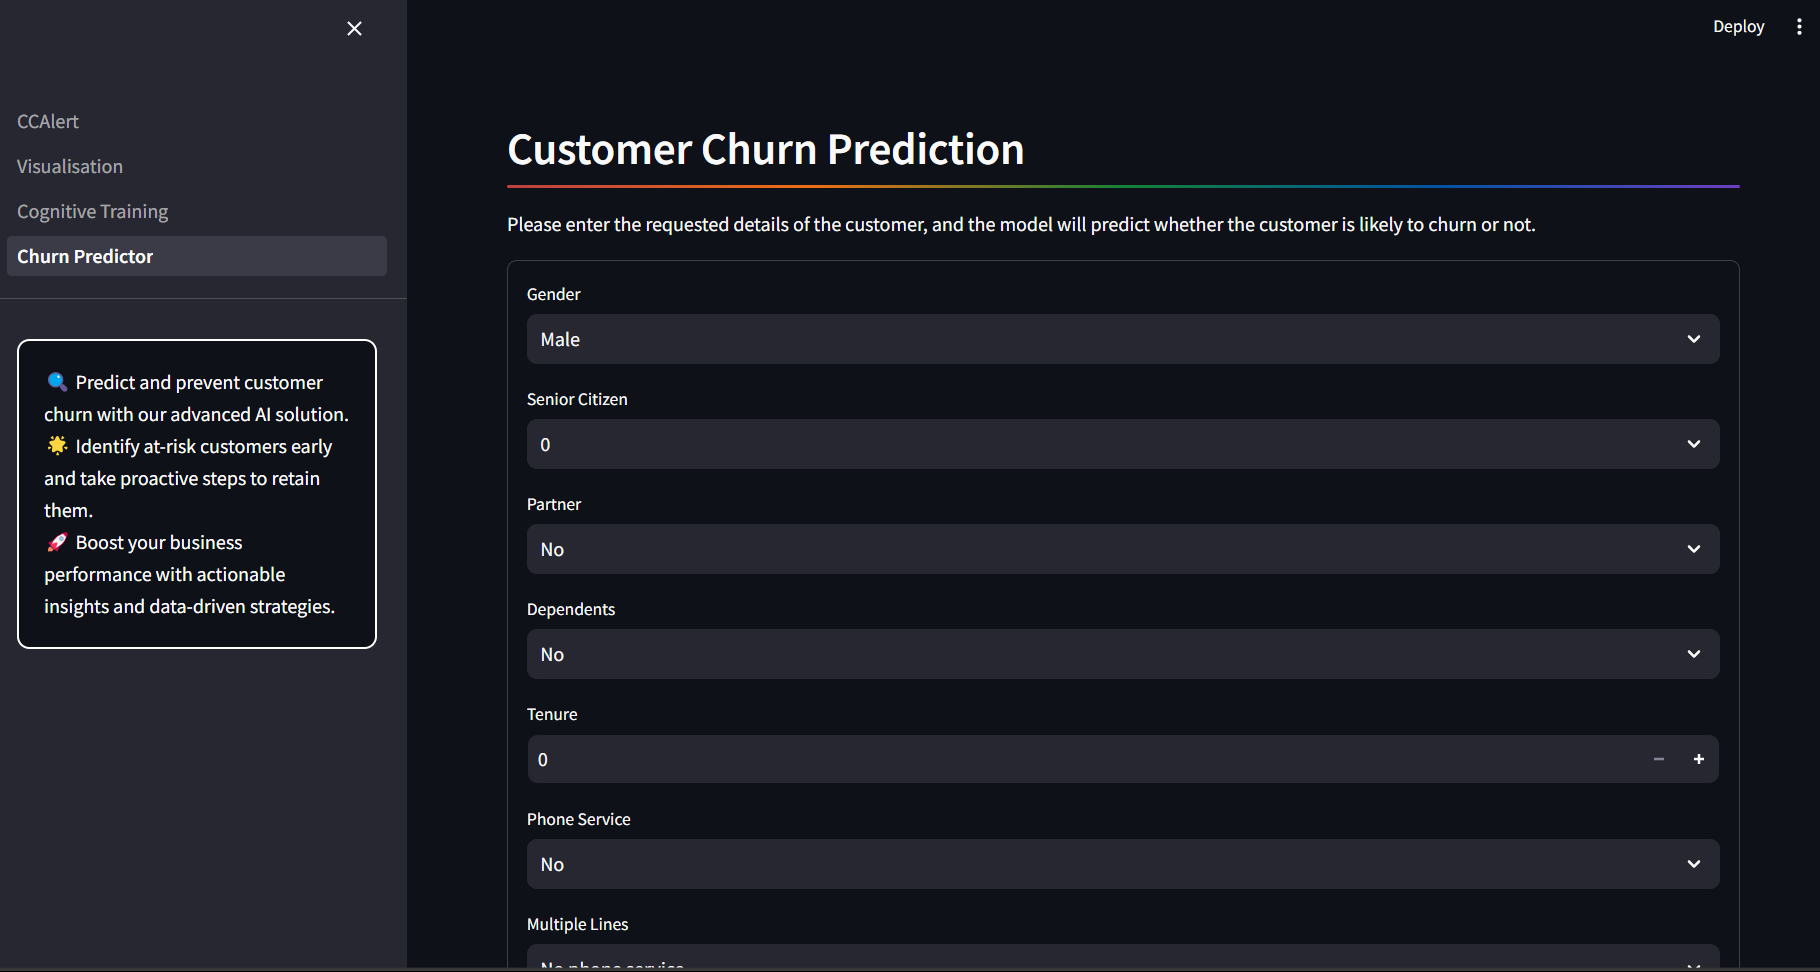 Deploy
CCAlert
Visualisation
Cognitive Training
Churn Predictor
🔍 Predict and prevent customer
churn with our advanced AI solution.
🌟 Identify at-risk customers early
and take proactive steps to retain
them.
🚀 Boost your business
performance with actionable
insights and data-driven strategies.
Customer Churn Prediction
Please enter the requested details of the customer, and the model will predict whether the customer is likely to churn or not.
Gender
Male
Senior Citizen
0
Partner
No
Dependents
No
Tenure
0
Phone Service
No
Multiple Lines
No phone service